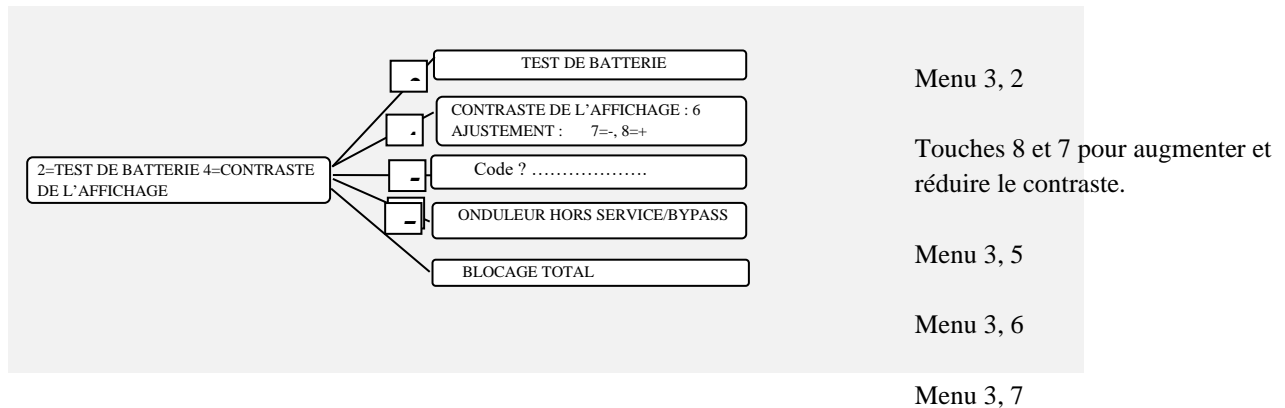 TEST DE BATTERIE
CONTRASTE DE L’AFFICHAGE : 6
AJUSTEMENT : 7=-, 8=+
2=TEST DE BATTERIE 4=CONTRASTE
DE L’AFFICHAGE
Code ? ……………….
ONDULEUR HORS SERVICE/BYPASS
BLOCAGE TOTAL
Menu 3, 2
Touches 8 et 7 pour augmenter et
réduire le contraste.
Menu 3, 5
Menu 3, 6
Menu 3, 7